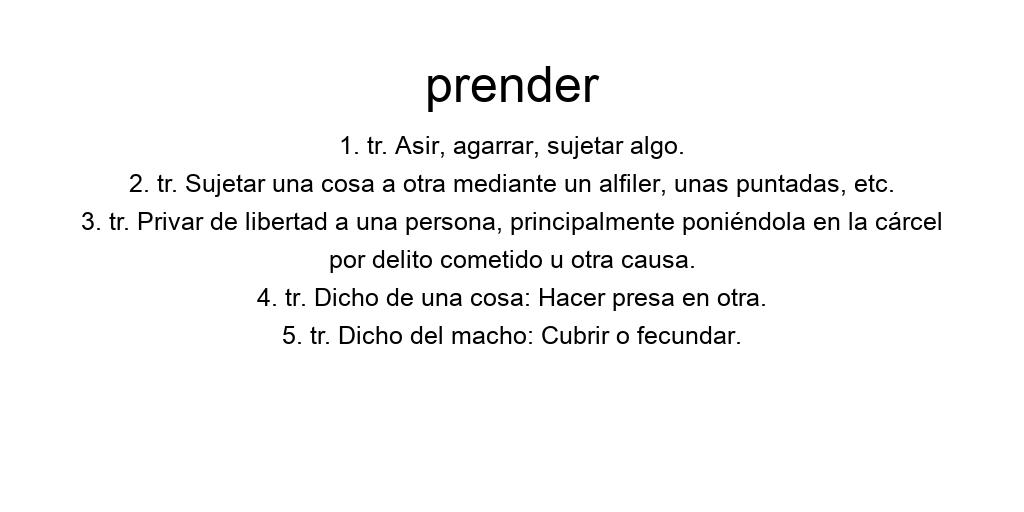 prender
1. tr. Asir, agarrar, sujetar algo.
2. tr. Sujetar una cosa a otra mediante un alfiler, unas puntadas, etc.
3. tr. Privar de libertad a una persona, principalmente poniéndola en la cárcel
por delito cometido u otra causa.
4. tr. Dicho de una cosa: Hacer presa en otra.
5. tr. Dicho del macho: Cubrir o fecundar.